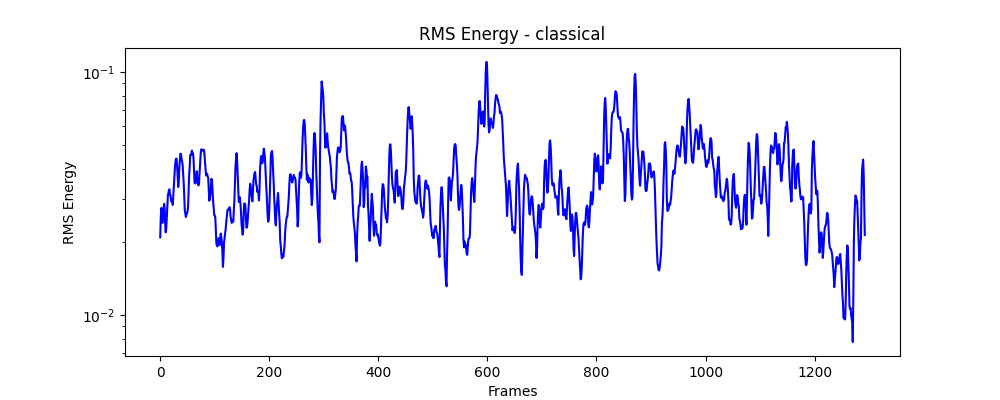 RMS Energy - classical
10⁻¹
RMS Energy
10⁻²
0 200 400 600 800 1000 1200
Frames